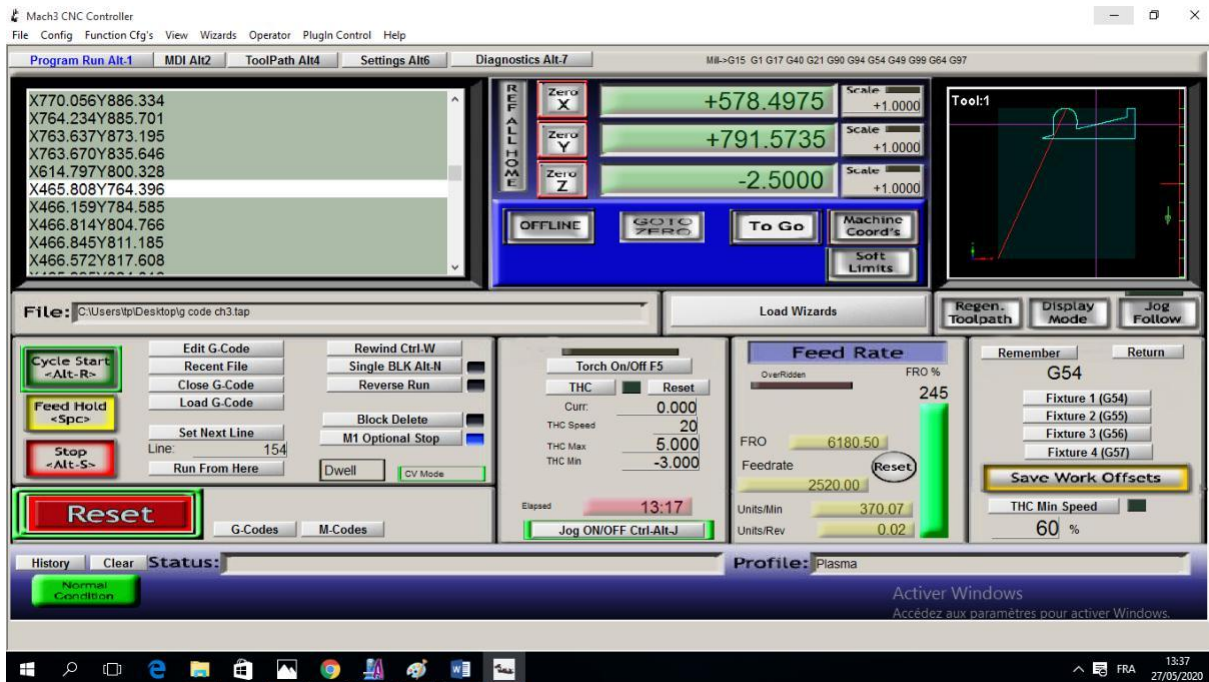 Mach3 CNC Controller
File Config Function Cfg's View Wizards Operator PlugIn Control Help
Program Run Alt-1 MDI Alt2 ToolPath Alt4 Settings Alt6 Diagnostics Alt-7 Mill->G15 G1 G17 G40 G21 G90 G94 G54 G49 G99 G64 G97
X770.056Y886.334
X764.234Y885.701
X763.637Y873.195
X763.670Y835.646
X614.797Y800.328
X465.808Y764.396
X466.159Y784.585
X466.814Y804.766
X466.845Y811.185
X466.572Y817.608
REF ALL HOME
Zero X +578.4975 Scale +1.0000
Zero Y +791.5735 Scale +1.0000
Zero Z -2.5000 Scale +1.0000
OFFLINE GOTO ZERO To Go Machine Coord's
Soft Limits
Tool:1
File: C:\Users\tp\Desktop\g code ch3.tap
Load Wizards
Regen. Toolpath Display Mode Jog Follow
Cycle Start <Alt-R>
Feed Hold <Spc>
Stop <Alt-S>
Edit G-Code
Recent File
Close G-Code
Load G-Code
Set Next Line
Line: 154
Run From Here
Rewind Ctrl-W
Single BLK Alt-N
Reverse Run
Block Delete
M1 Optional Stop
Dwell CV Mode
Reset
G-Codes M-Codes
Torch On/Off F5
THC Reset
Curr. 0.000
THC Speed 20
THC Max 5.000
THC Min -3.000
Elapsed 13:17
Jog ON/OFF Ctrl-Alt-J
Feed Rate
OverRidden FRO %
245
FRO 6180.50
Feedrate Reset
2520.00
Units/Min 370.07
Units/Rev 0.02
Remember Return
G54
Fixture 1 (G54)
Fixture 2 (G55)
Fixture 3 (G56)
Fixture 4 (G57)
Save Work Offsets
THC Min Speed
60 %
History Clear Status: Profile: Plasma
Normal Condition
Activer Windows
Accédez aux paramètres pour activer Windows.
FRA 13:37
27/05/2020